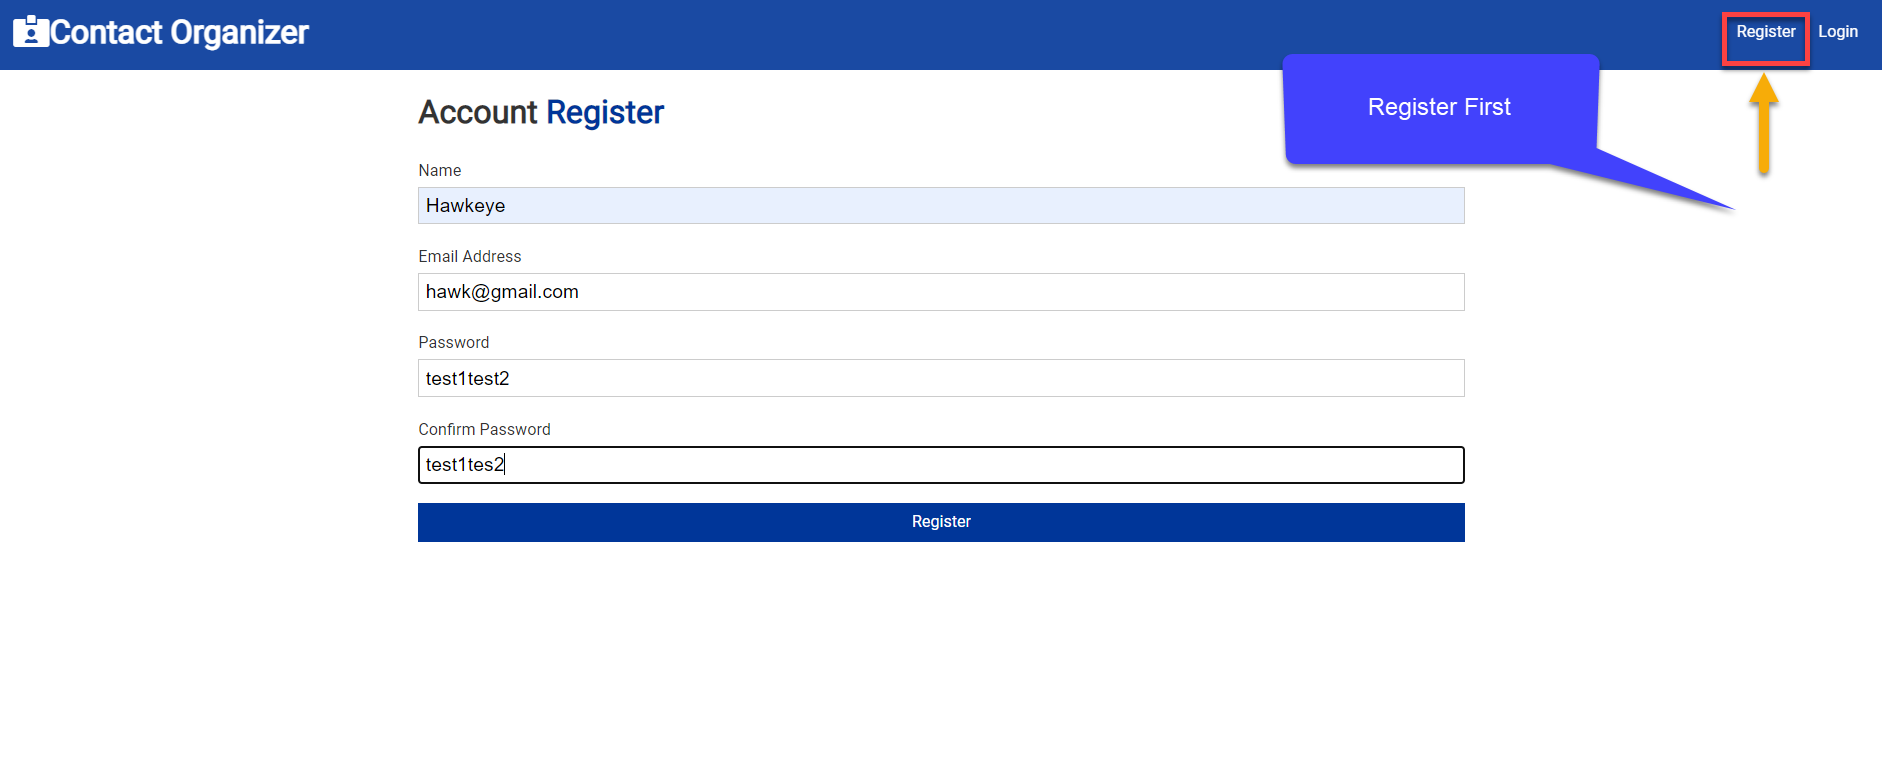 Contact Organizer
Register Login
Register First
Account Register
Name
Hawkeye
Email Address
hawk@gmail.com
Password
test1test2
Confirm Password
test1tes2
Register